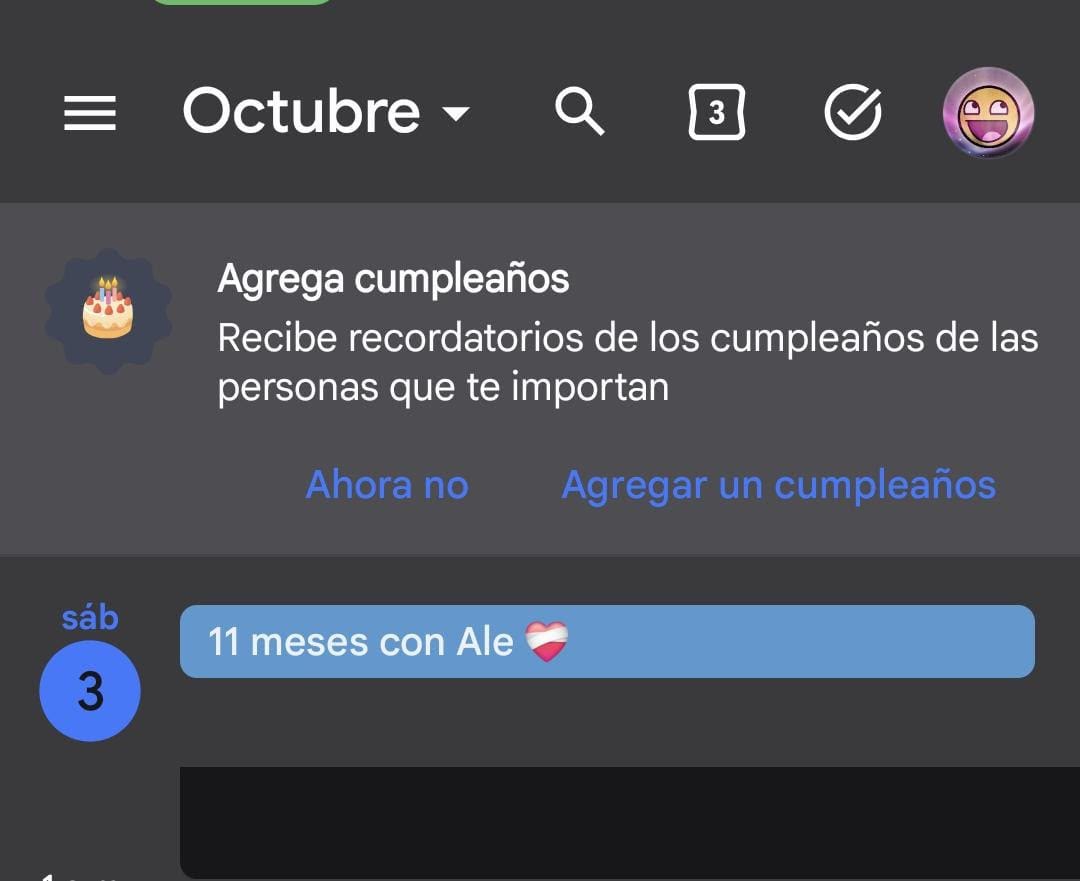 Octubre
3
Agrega cumpleaños
Recibe recordatorios de los cumpleaños de las
personas que te importan
Ahora no
Agregar un cumpleaños
sáb
3
11 meses con Ale ❤️‍🩹